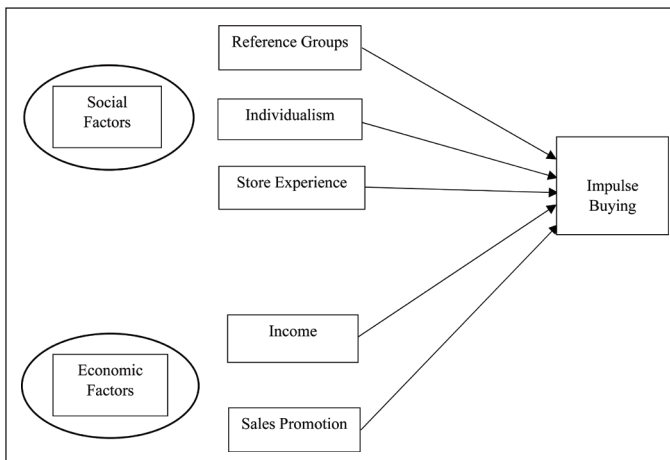 Reference Groups
Social
Factors
Individualism
Store Experience
Impulse
Buying
Income
Economic
Factors
Sales Promotion